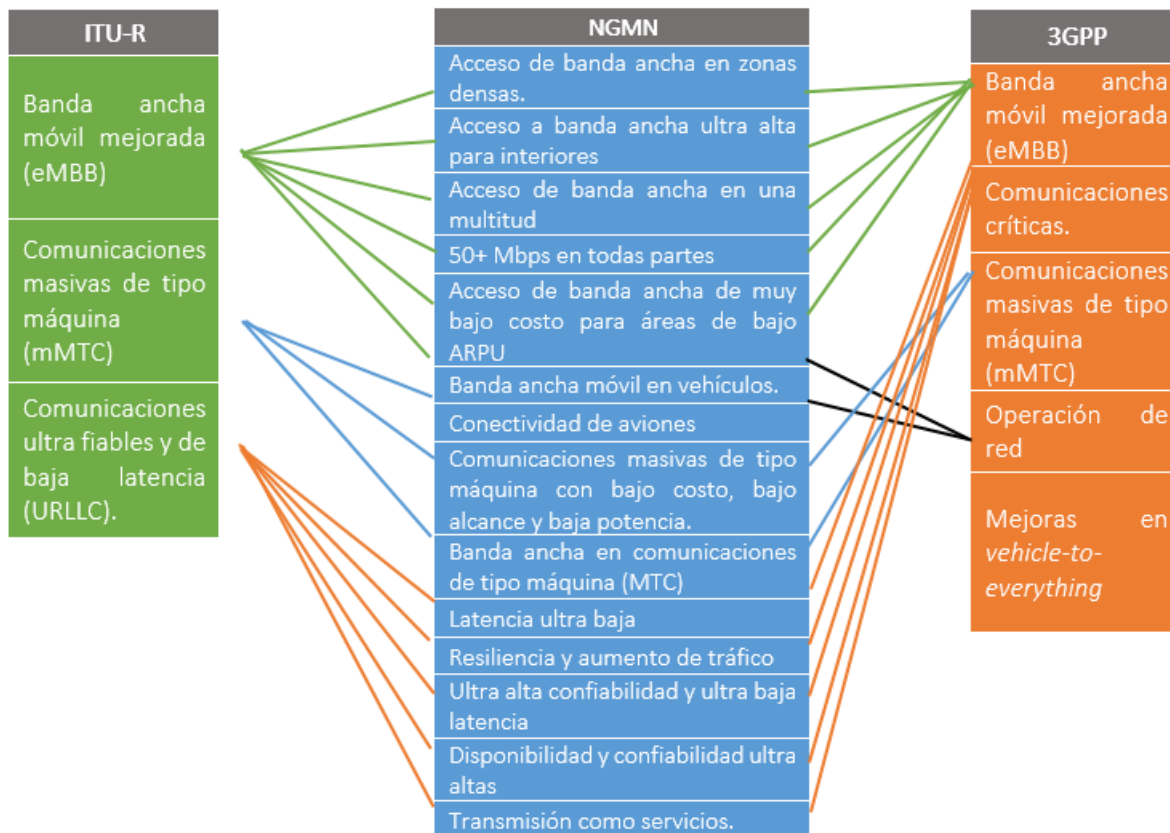 ITU-R
Banda ancha
móvil mejorada
(eMBB)
Comunicaciones
masivas de tipo
máquina
(mMTC)
Comunicaciones
ultra fiables y de
baja latencia
(URLLC).
NGMN
Acceso de banda ancha en zonas
densas.
Acceso a banda ancha ultra alta
para interiores
Acceso de banda ancha en una
multitud
50+ Mbps en todas partes
Acceso de banda ancha de muy
bajo costo para áreas de bajo
ARPU
Banda ancha móvil en vehículos.
Conectividad de aviones
Comunicaciones masivas de tipo
máquina con bajo costo, bajo
alcance y baja potencia.
Banda ancha en comunicaciones
de tipo máquina (MTC)
Latencia ultra baja
Resiliencia y aumento de tráfico
Ultra alta confiabilidad y ultra baja
latencia
Disponibilidad y confiabilidad ultra
altas
Transmisión como servicios.
3GPP
Banda ancha
móvil mejorada
(eMBB)
Comunicaciones
críticas.
Comunicaciones
masivas de tipo
máquina
(mMTC)
Operación de
red
Mejoras en
vehicle-to-
everything